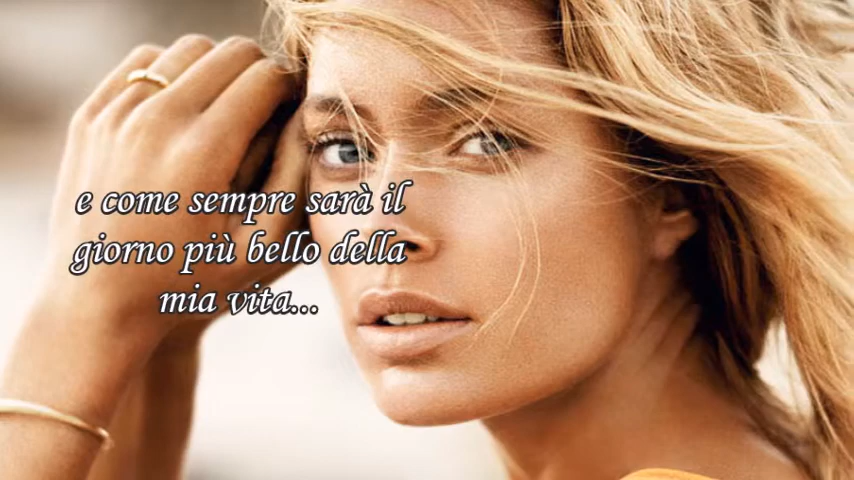 e come sempre sarà il
giorno più bello della
mia vita...